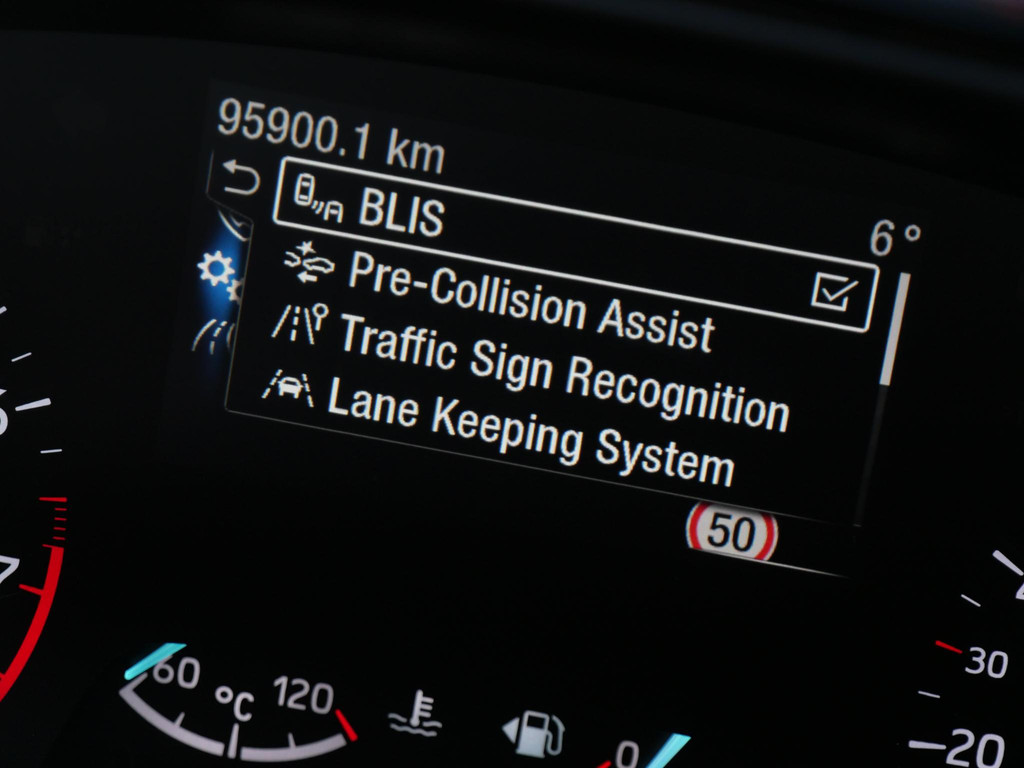 95900.1 km
6°
BLIS
Pre-Collision Assist
Traffic Sign Recognition
Lane Keeping System
50
7
60
°C
120
0
30
20